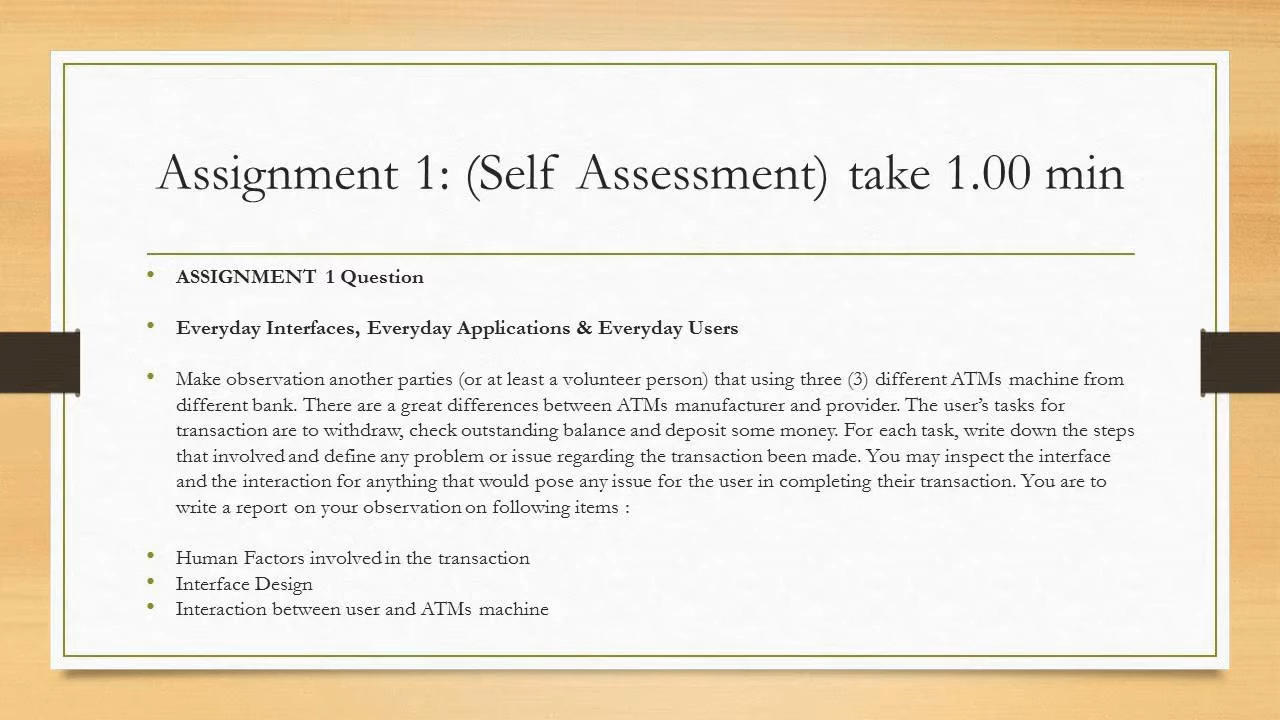 Assignment 1: (Self Assessment) take 1.00 min
• ASSIGNMENT 1 Question
• Everyday Interfaces, Everyday Applications & Everyday Users
• Make observation another parties (or at least a volunteer person) that using three (3) different ATMs machine from
different bank. There are a great differences between ATMs manufacturer and provider. The user's tasks for
transaction are to withdraw, check outstanding balance and deposit some money. For each task, write down the steps
that involved and define any problem or issue regarding the transaction been made. You may inspect the interface
and the interaction for anything that would pose any issue for the user in completing their transaction. You are to
write a report on your observation on following items :
• Human Factors involved in the transaction
• Interface Design
• Interaction between user and ATMs machine